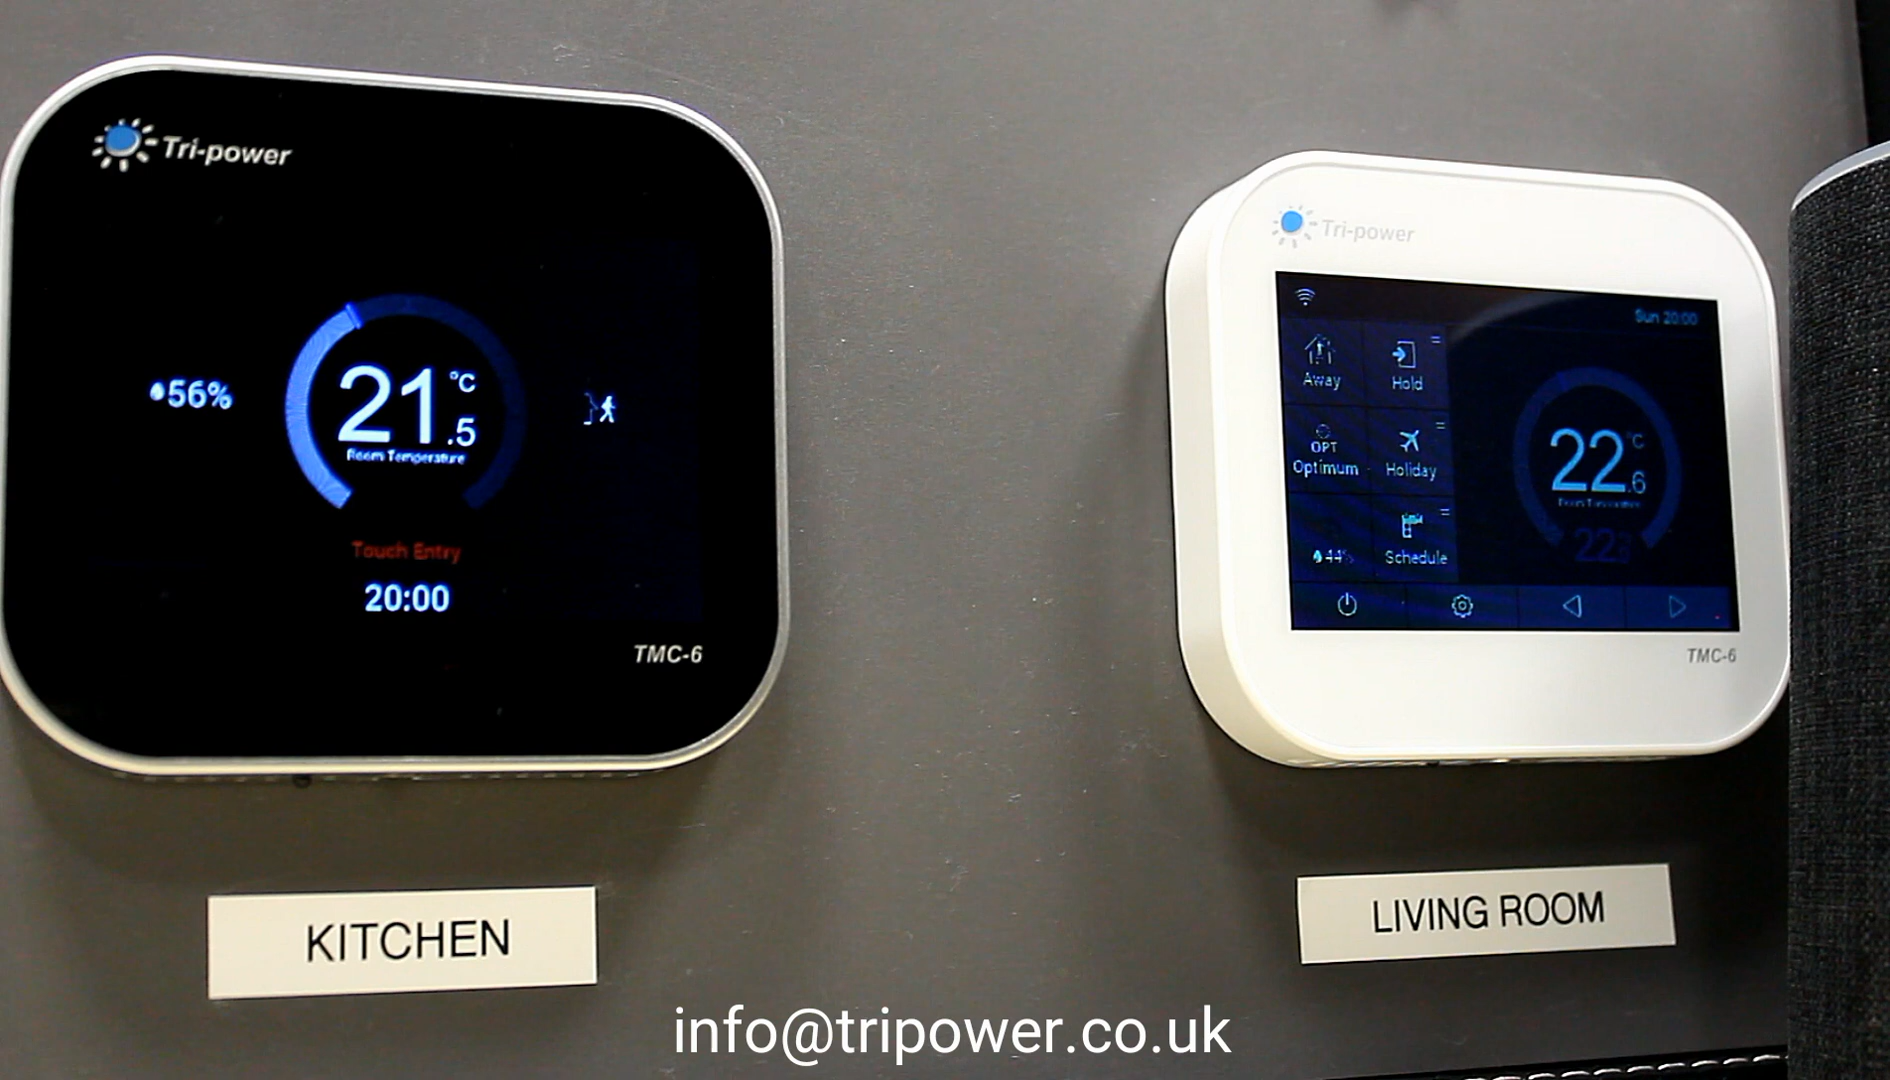 Tri-power
56%
21.5 °C
Room Temperature
Touch Entry
20:00
TMC-6
KITCHEN
Tri-power
Sun 20:00
Away
Hold
OPT
Optimum
Holiday
44%
Schedule
22.6 °C
Room Temperature
TMC-6
LIVING ROOM
info@tripower.co.uk